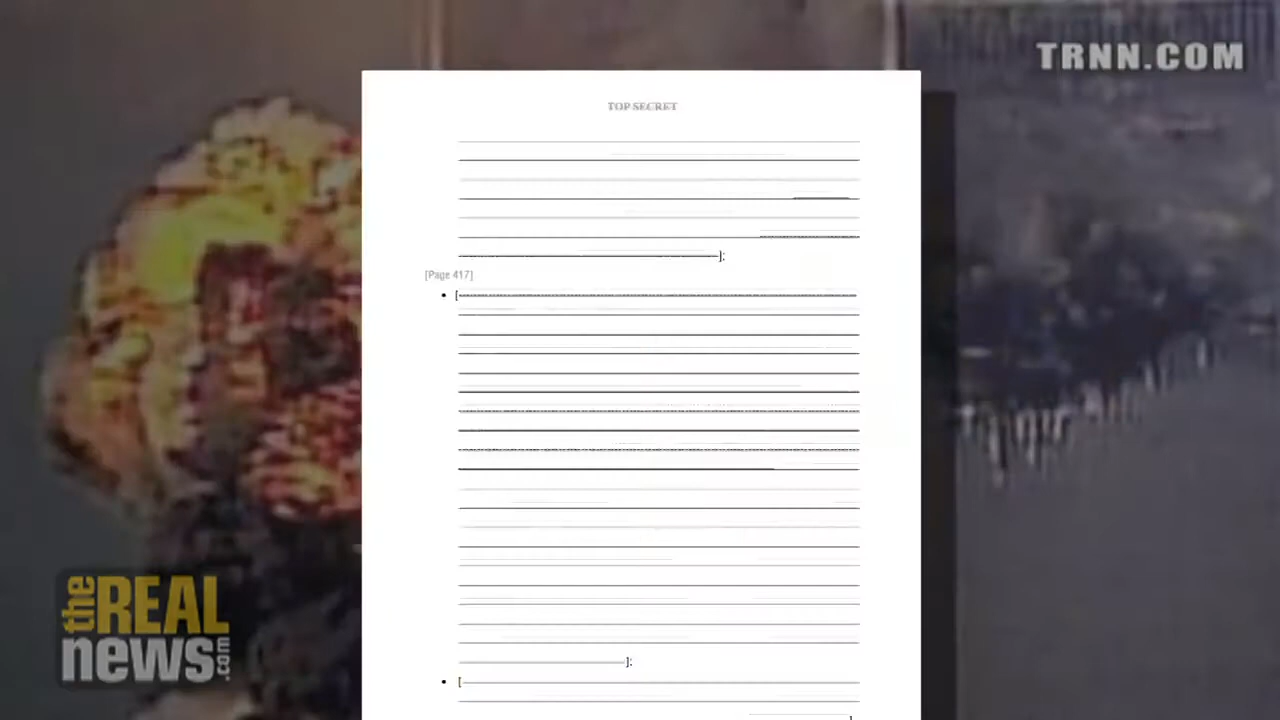 TRNN.COM
TOP SECRET
];
[Page 417]
• [
];
• [
]
the REAL
news.com